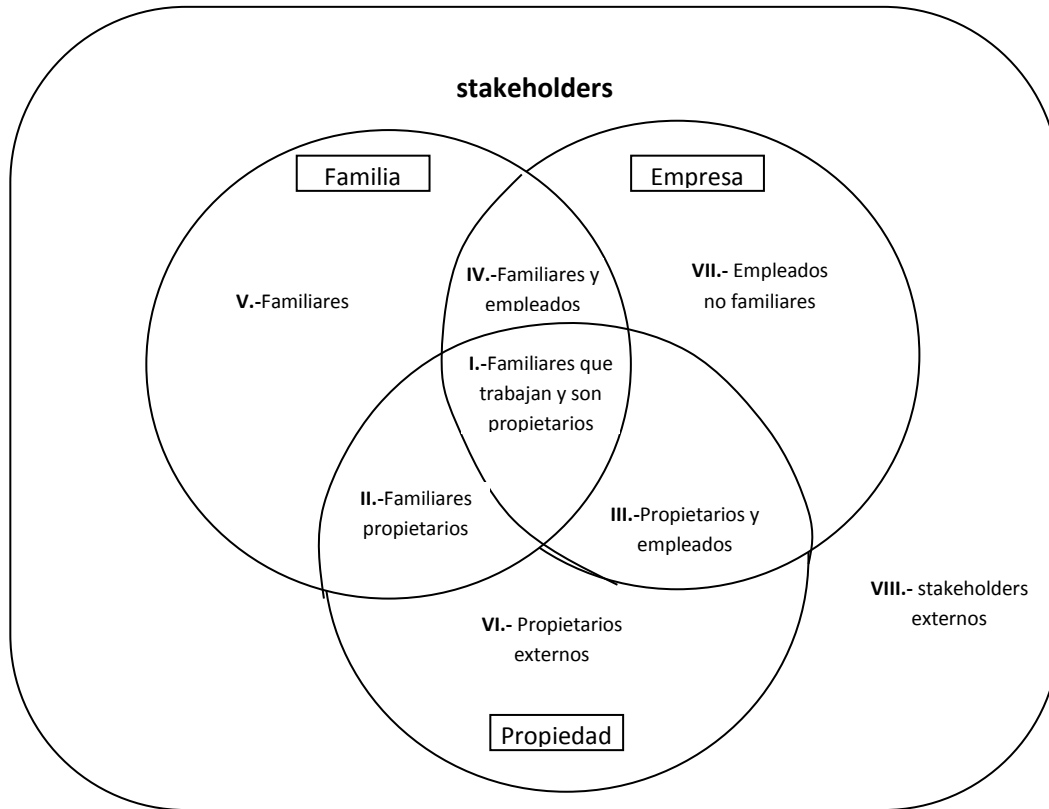 stakeholders
Familia
Empresa
IV.-Familiares y
empleados
V.-Familiares
VII.- Empleados
no familiares
I.-Familiares que
trabajan y son
propietarios
II.-Familiares
propietarios
III.-Propietarios y
empleados
VIII.- stakeholders
externos
VI.- Propietarios
externos
Propiedad